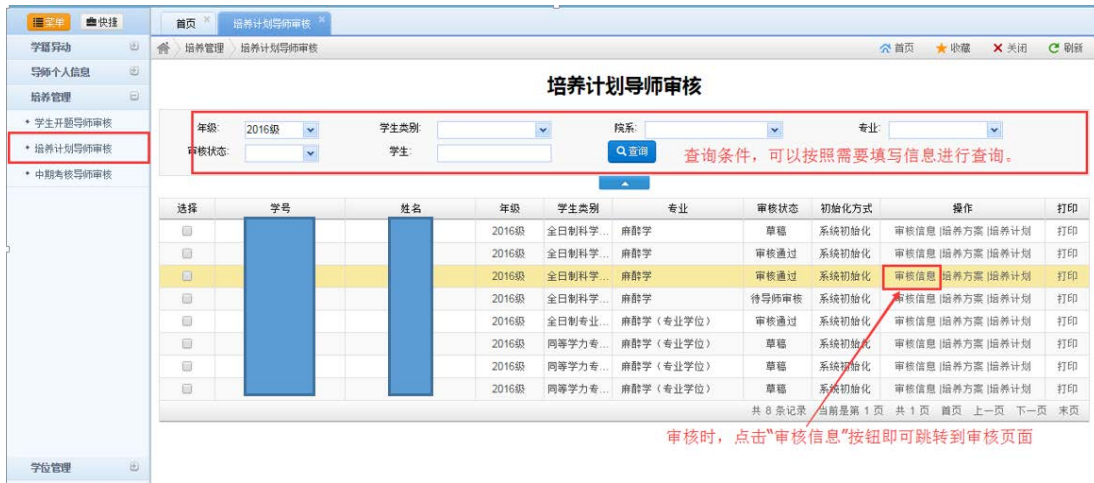 菜单 快捷 首页 培养计划导师审核
学籍异动
培养管理 培养计划导师审核 首页 收藏 关闭 刷新
导师个人信息
培养管理
学生开题导师审核
培养计划导师审核
中期考核导师审核
学位管理
培养计划导师审核
年级: 2016级 学生类别: 院系: 专业:
审核状态: 学生: 查询 查询条件，可以按照需要填写信息进行查询。
选择 学号 姓名 年级 学生类别 专业 审核状态 初始化方式 操作 打印
2016级 全日制科学... 麻醉学 草稿 系统初始化 审核信息 |培养方案 |培养计划 打印
2016级 全日制科学... 麻醉学 审核通过 系统初始化 审核信息 |培养方案 |培养计划 打印
2016级 全日制科学... 麻醉学 审核通过 系统初始化 审核信息 |培养方案 |培养计划 打印
2016级 全日制科学... 麻醉学 待导师审核 系统初始化 审核信息 |培养方案 |培养计划 打印
2016级 全日制专业... 麻醉学（专业学位） 审核通过 系统初始化 审核信息 |培养方案 |培养计划 打印
2016级 同等学力专... 麻醉学（专业学位） 草稿 系统初始化 审核信息 |培养方案 |培养计划 打印
2016级 同等学力专... 麻醉学（专业学位） 草稿 系统初始化 审核信息 |培养方案 |培养计划 打印
2016级 同等学力专... 麻醉学（专业学位） 草稿 系统初始化 审核信息 |培养方案 |培养计划 打印
共 8 条记录 当前是第 1 页 共 1 页 首页 上一页 下一页 末页
审核时，点击“审核信息”按钮即可跳转到审核页面